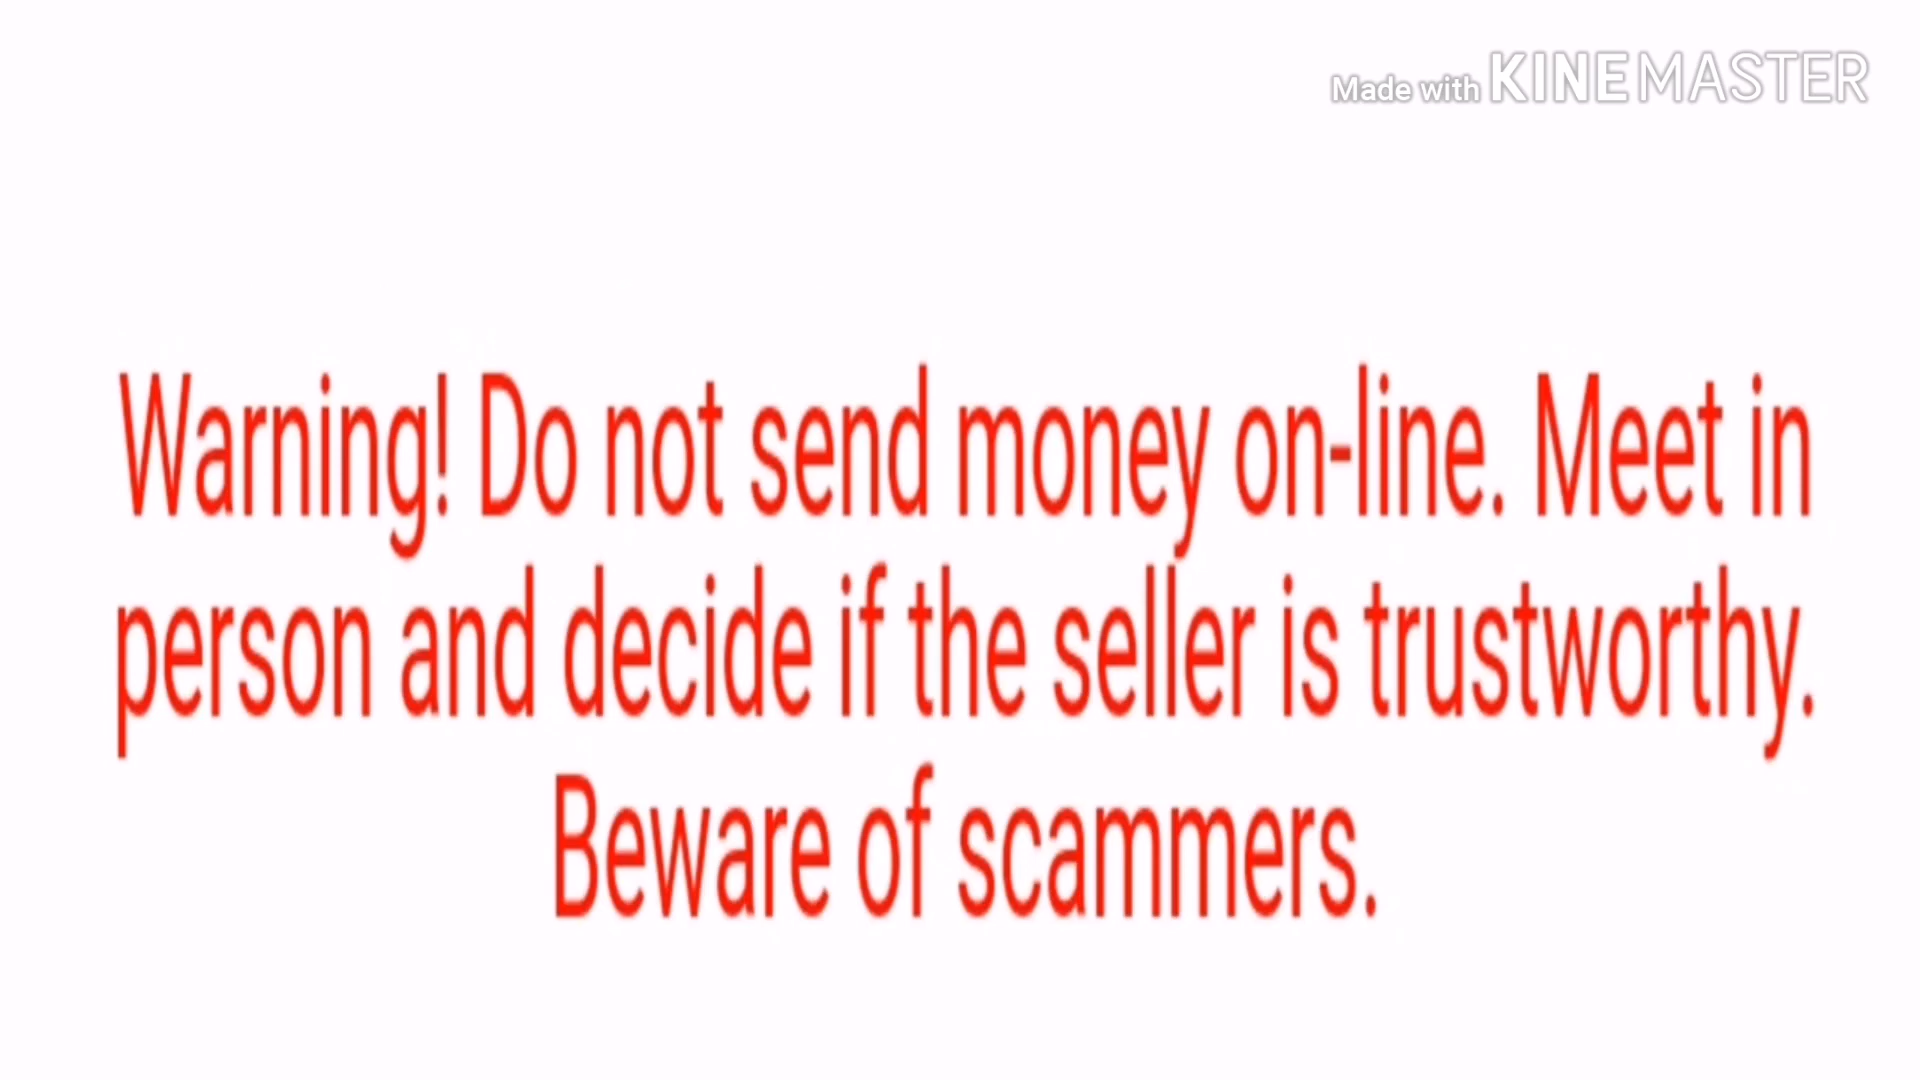 Made with KINEMASTER
Warning! Do not send money on-line. Meet in
person and decide if the seller is trustworthy.
Beware of scammers.